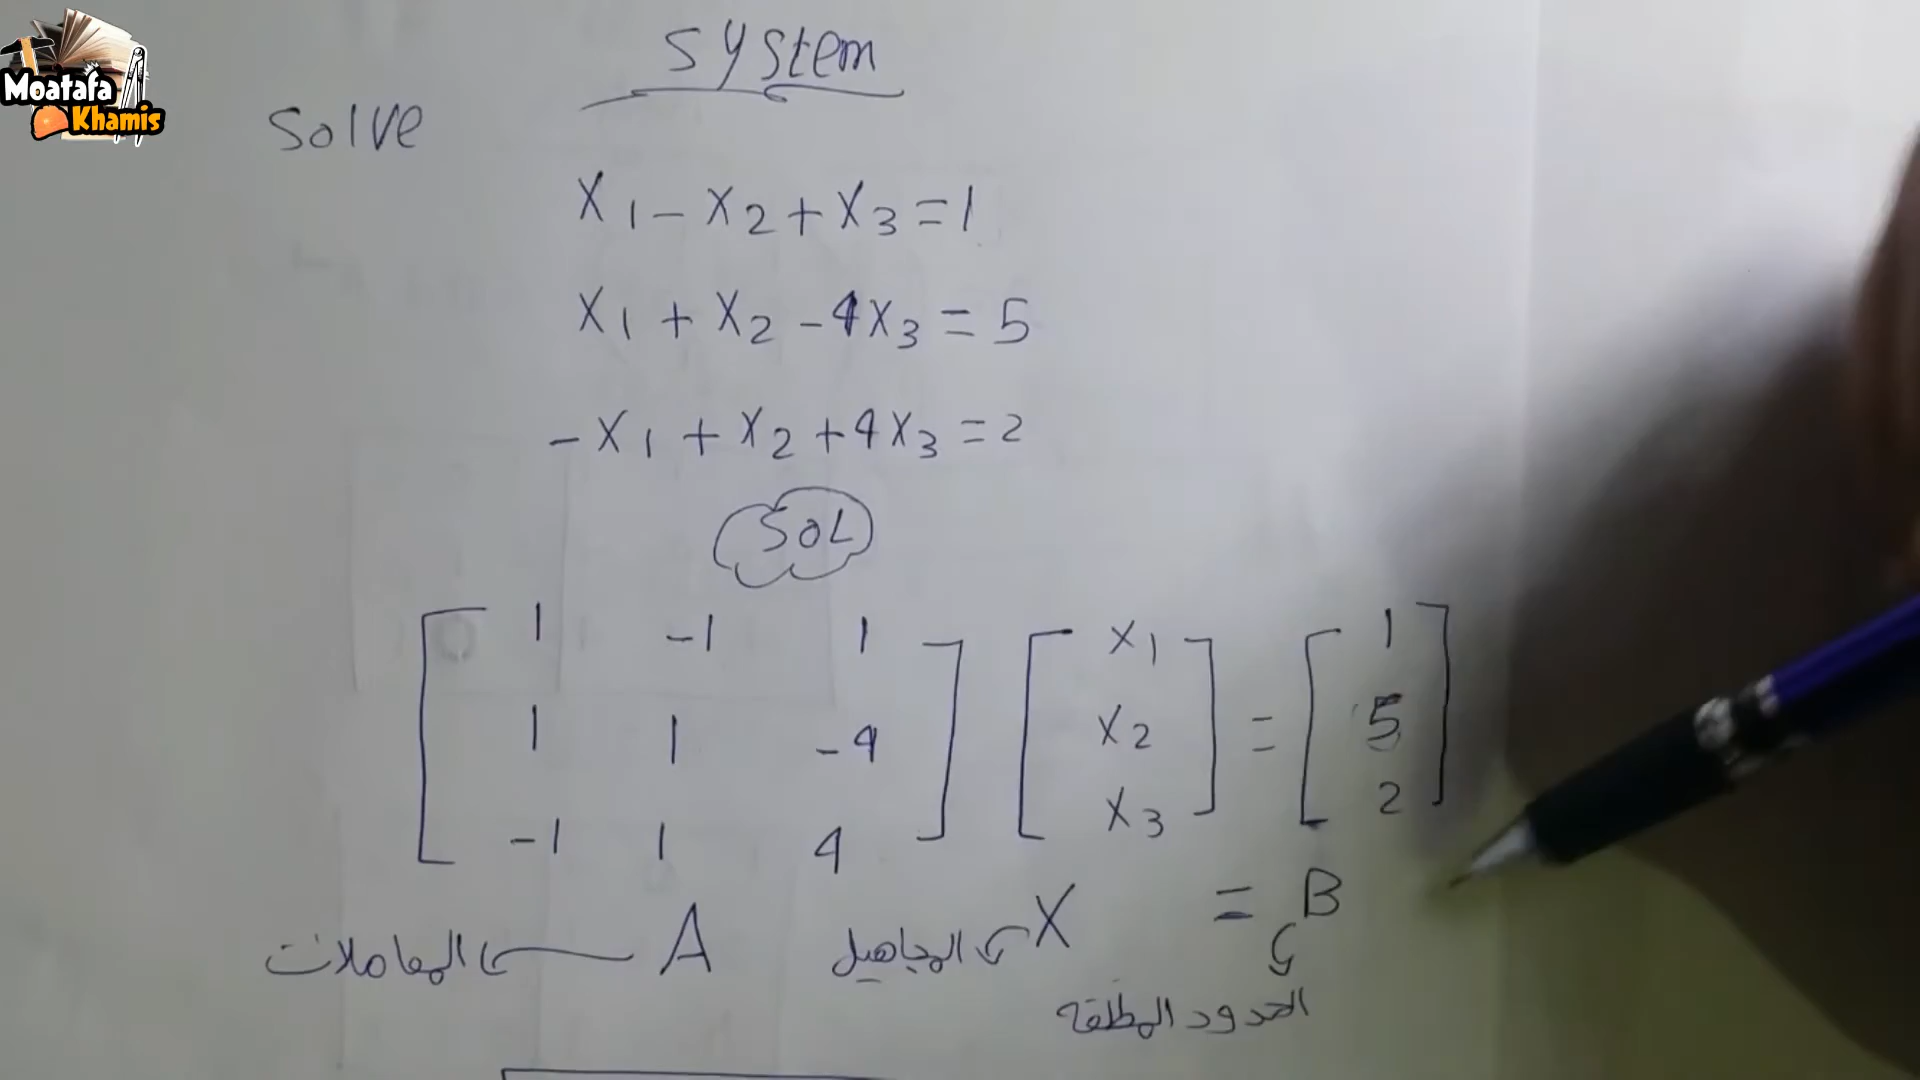 Moatafa
Khamis
system
Solve
x1 - x2 + x3 = 1
x1 + x2 - 4x3 = 5
-x1 + x2 + 4x3 = 2
SOL
[ 1 -1 1 ] [ x1 ] = [ 1 ]
[ 1 1 -4 ] [ x2 ] = [ 5 ]
[ -1 1 4 ] [ x3 ] = [ 2 ]
A X = B
المعاملات المجاهيل
الحدود المطلقه